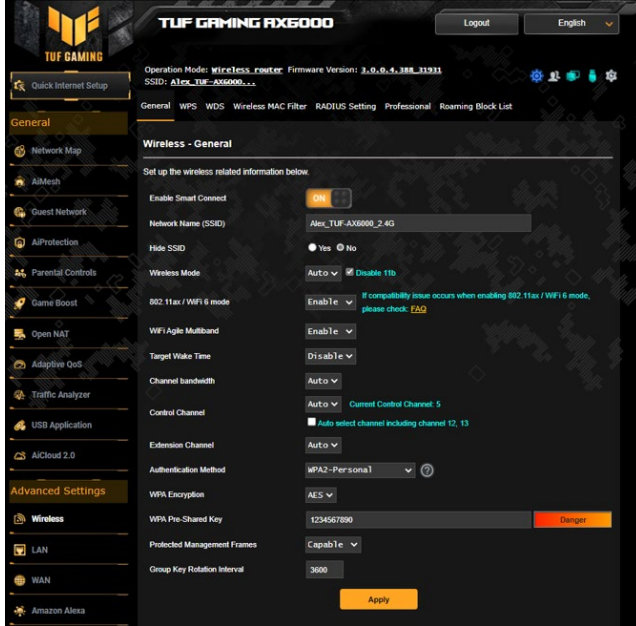 TUF GAMING AX6000
Logout
English
TUF GAMING
Quick Internet Setup
Operation Mode: Wireless router Firmware Version: 3.0.0.4.388_31931
SSID: Alex_TUF-AX6000...
General WPS WDS Wireless MAC Filter RADIUS Setting Professional Roaming Block List
General
Network Map
AiMesh
Guest Network
AiProtection
Parental Controls
Game Boost
Open NAT
Adaptive QoS
Traffic Analyzer
USB Application
AiCloud 2.0
Advanced Settings
Wireless
LAN
WAN
Amazon Alexa
Wireless - General
Set up the wireless related information below.
Enable Smart Connect ON
Network Name (SSID) Alex_TUF-AX6000_2.4G
Hide SSID Yes No
Wireless Mode Auto Disable 11b
802.11ax / WiFi 6 mode Enable If compatibility issue occurs when enabling 802.11ax / WiFi 6 mode,
please check: FAQ
WiFi Agile Multiband Enable
Target Wake Time Disable
Channel bandwidth Auto
Control Channel Auto Current Control Channel: 5
Auto select channel including channel 12, 13
Extension Channel Auto
Authentication Method WPA2-Personal ?
WPA Encryption AES
WPA Pre-Shared Key 1234567890 Danger
Protected Management Frames Capable
Group Key Rotation Interval 3600
Apply